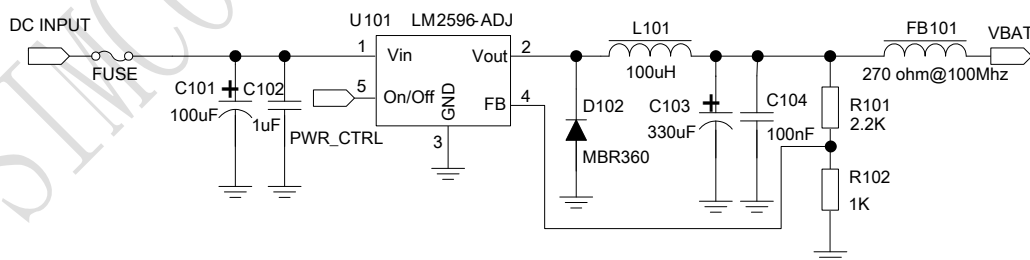 DC INPUT
FUSE
C101
100uF
+
C102
1uF
PWR_CTRL
U101 LM2596-ADJ
1
Vin
5
On/Off
GND
3
Vout
2
FB
4
D102
MBR360
L101
100uH
C103
330uF
+
C104
100nF
FB101
270 ohm@100Mhz
VBAT
R101
2.2K
R102
1K